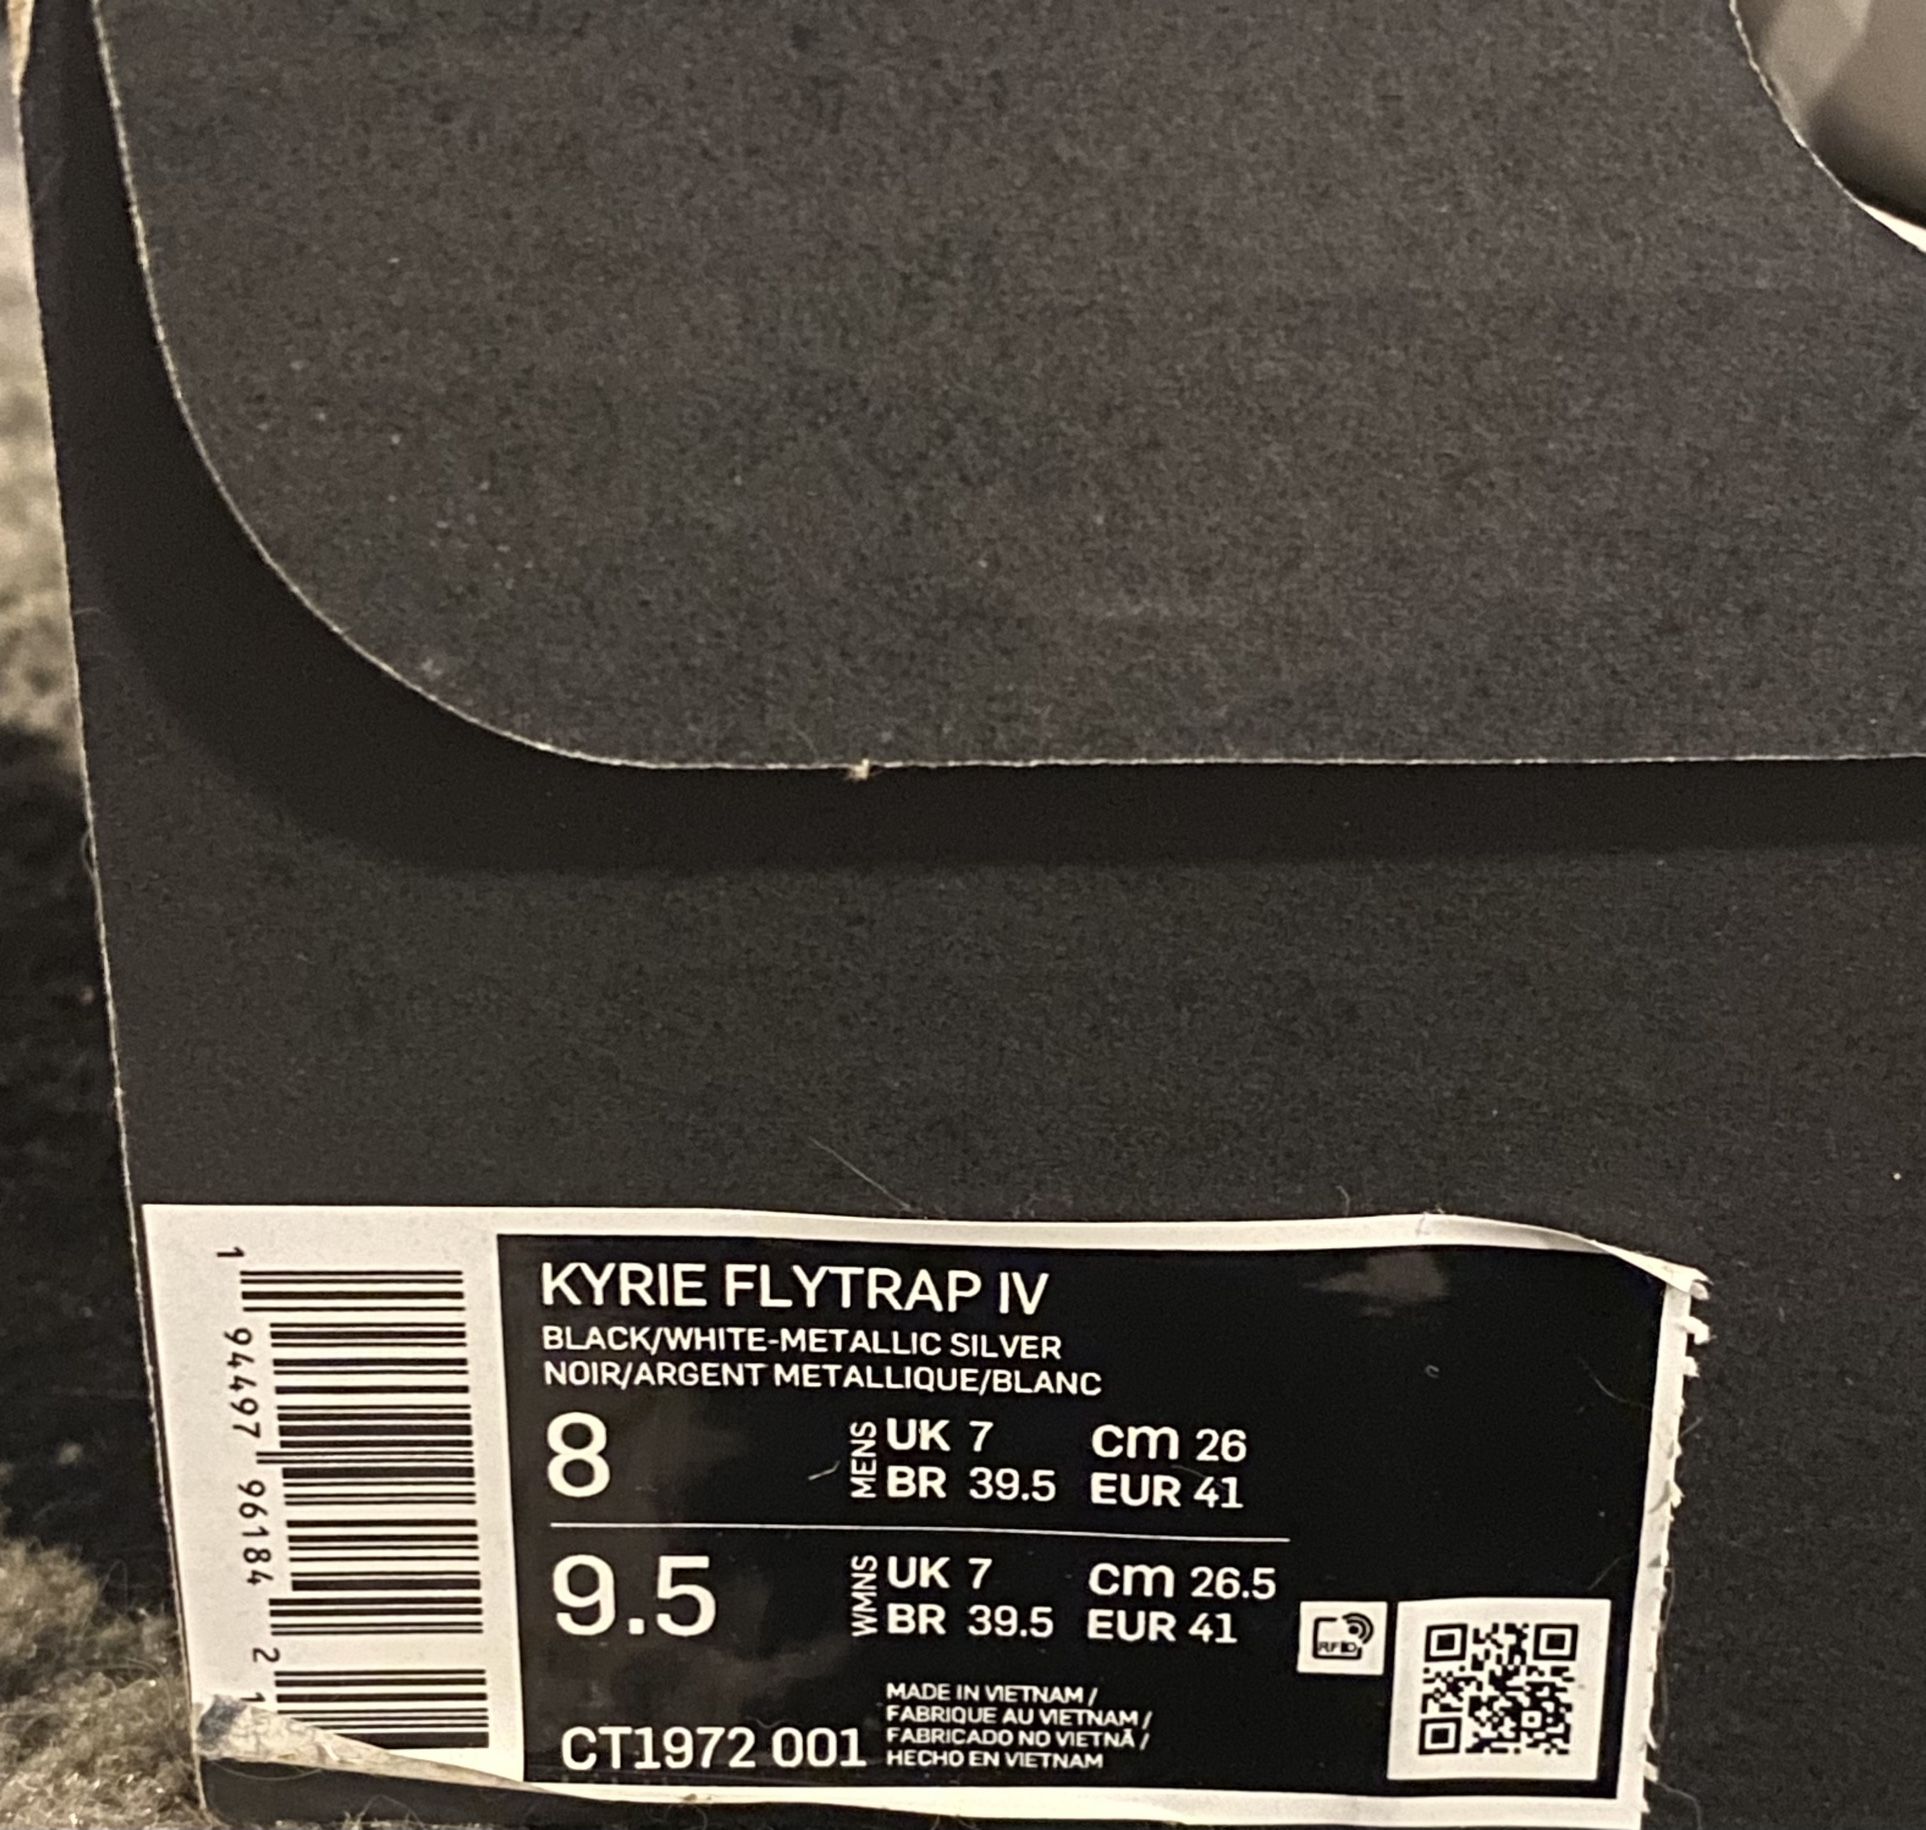 1 94497 96184 2
KYRIE FLYTRAP IV
BLACK/WHITE-METALLIC SILVER
NOIR/ARGENT METALLIQUE/BLANC
8
MENS
UK 7 cm 26
BR 39.5 EUR 41
9.5
WMNS
UK 7 cm 26.5
BR 39.5 EUR 41
RFID
CT1972 001
MADE IN VIETNAM /
FABRIQUE AU VIETNAM /
FABRICADO NO VIETNÃ /
HECHO EN VIETNAM